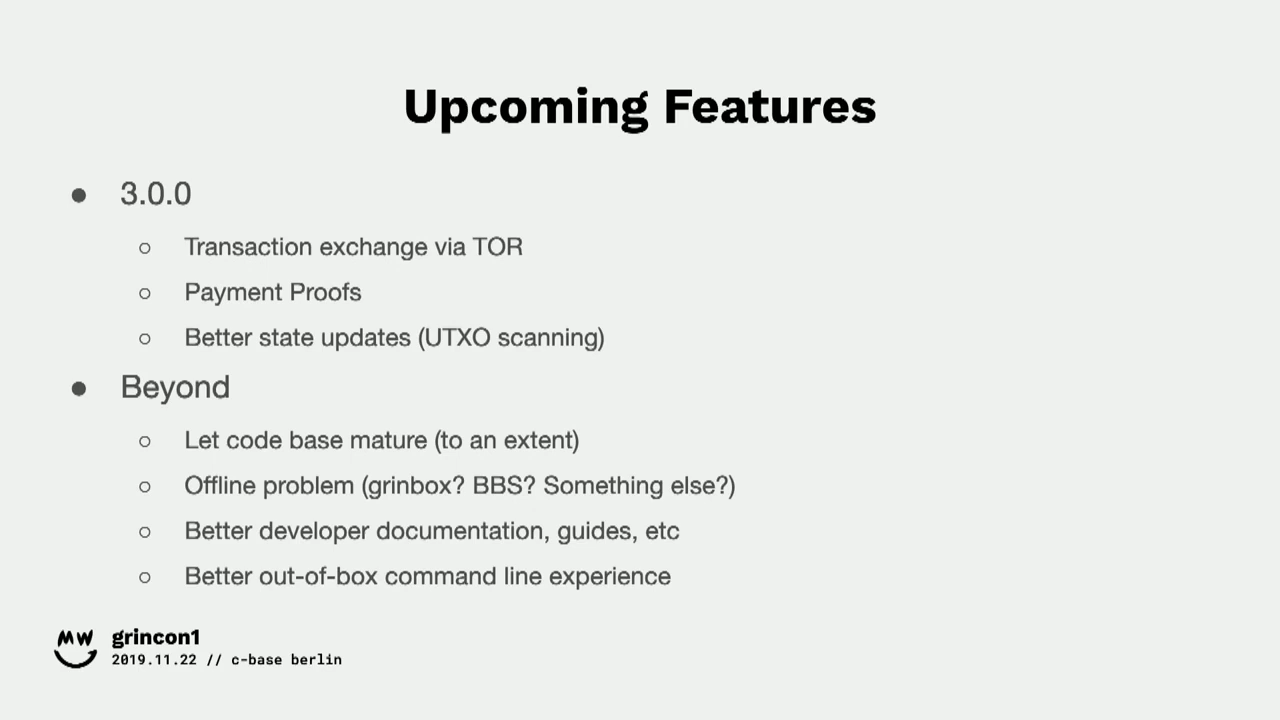 Upcoming Features
● 3.0.0
○ Transaction exchange via TOR
○ Payment Proofs
○ Better state updates (UTXO scanning)
● Beyond
○ Let code base mature (to an extent)
○ Offline problem (grinbox? BBS? Something else?)
○ Better developer documentation, guides, etc
○ Better out-of-box command line experience
MW
grincon1
2019.11.22 // c-base berlin